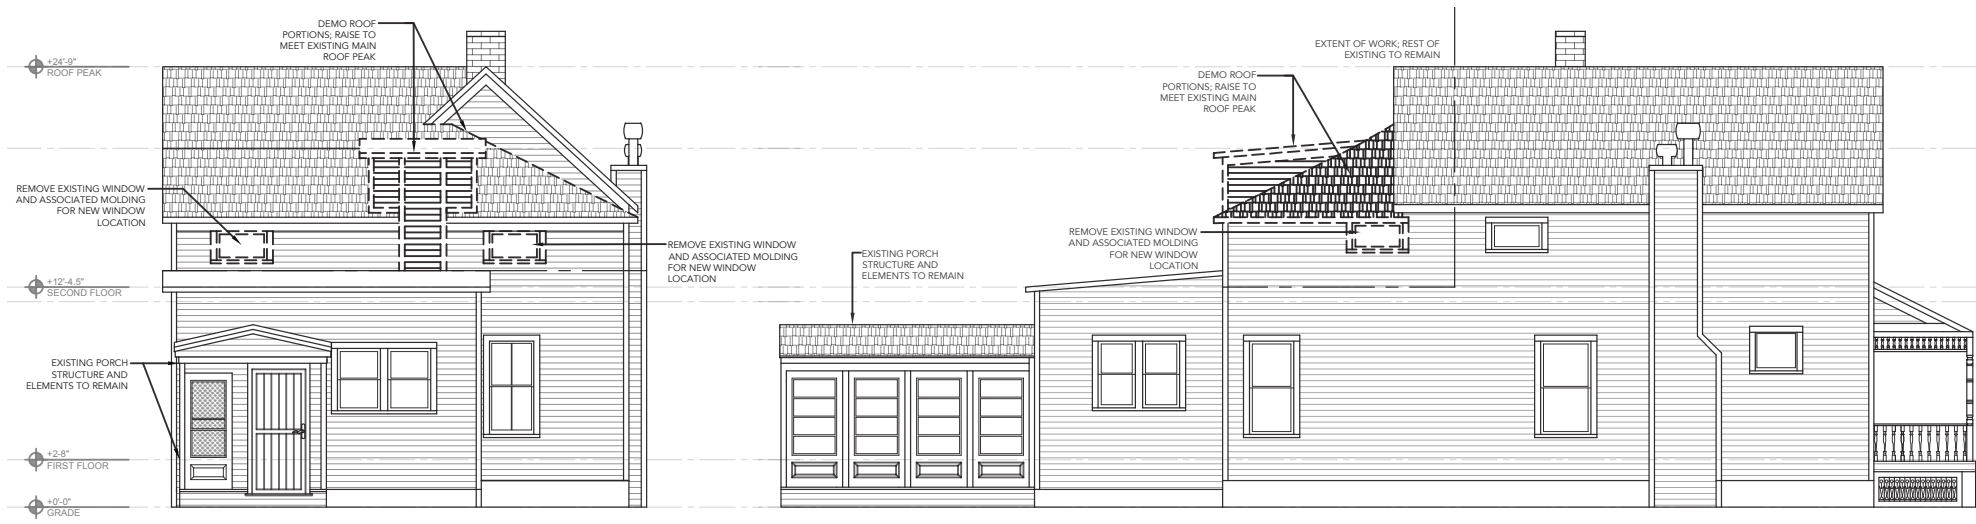 DEMO ROOF
PORTIONS; RAISE TO
MEET EXISTING MAIN
ROOF PEAK
+24'-9"
ROOF PEAK
REMOVE EXISTING WINDOW
AND ASSOCIATED MOLDING
FOR NEW WINDOW
LOCATION
REMOVE EXISTING WINDOW
AND ASSOCIATED MOLDING
FOR NEW WINDOW
LOCATION
+12'-4.5"
SECOND FLOOR
EXISTING PORCH
STRUCTURE AND
ELEMENTS TO REMAIN
+2-8"
FIRST FLOOR
+0'-0"
GRADE
EXTENT OF WORK; REST OF
EXISTING TO REMAIN
DEMO ROOF
PORTIONS; RAISE TO
MEET EXISTING MAIN
ROOF PEAK
REMOVE EXISTING WINDOW
AND ASSOCIATED MOLDING
FOR NEW WINDOW
LOCATION
EXISTING PORCH
STRUCTURE AND
ELEMENTS TO REMAIN